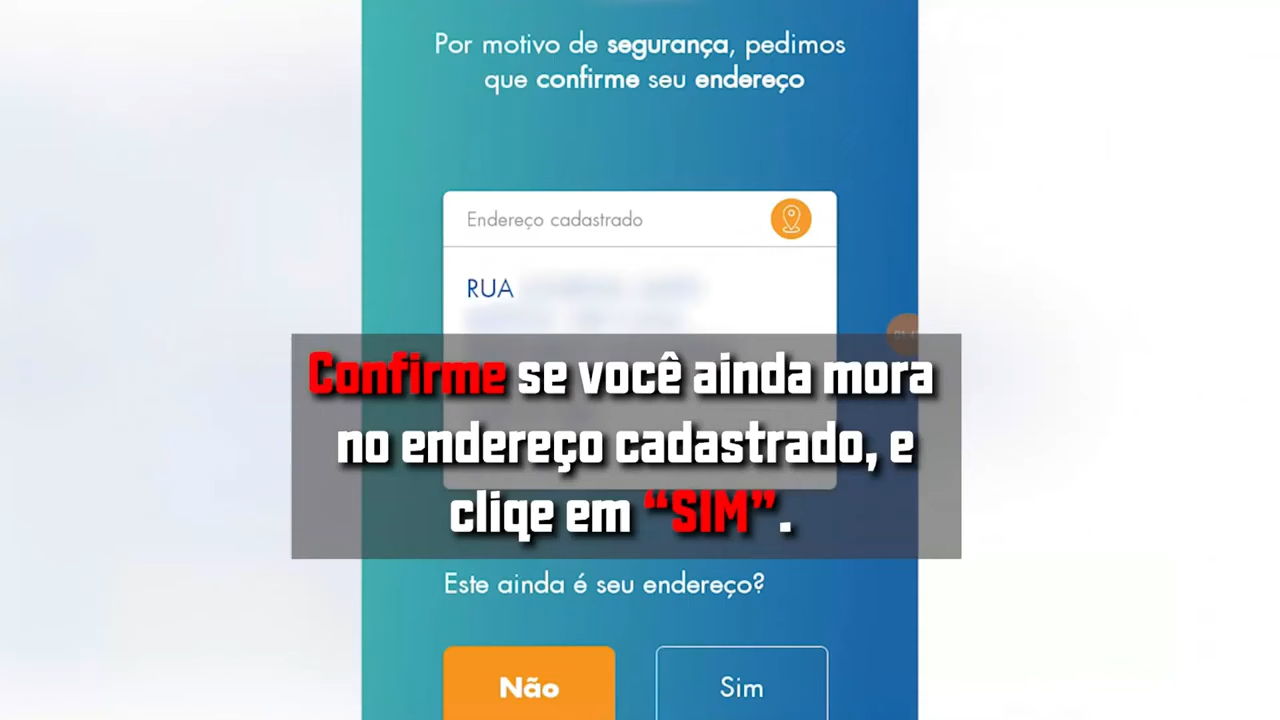 Por motivo de segurança, pedimos
que confirme seu endereço
Endereço cadastrado
RUA
Confirme se você ainda mora
no endereço cadastrado, e
cliqe em “SIM”.
Este ainda é seu endereço?
Não
Sim